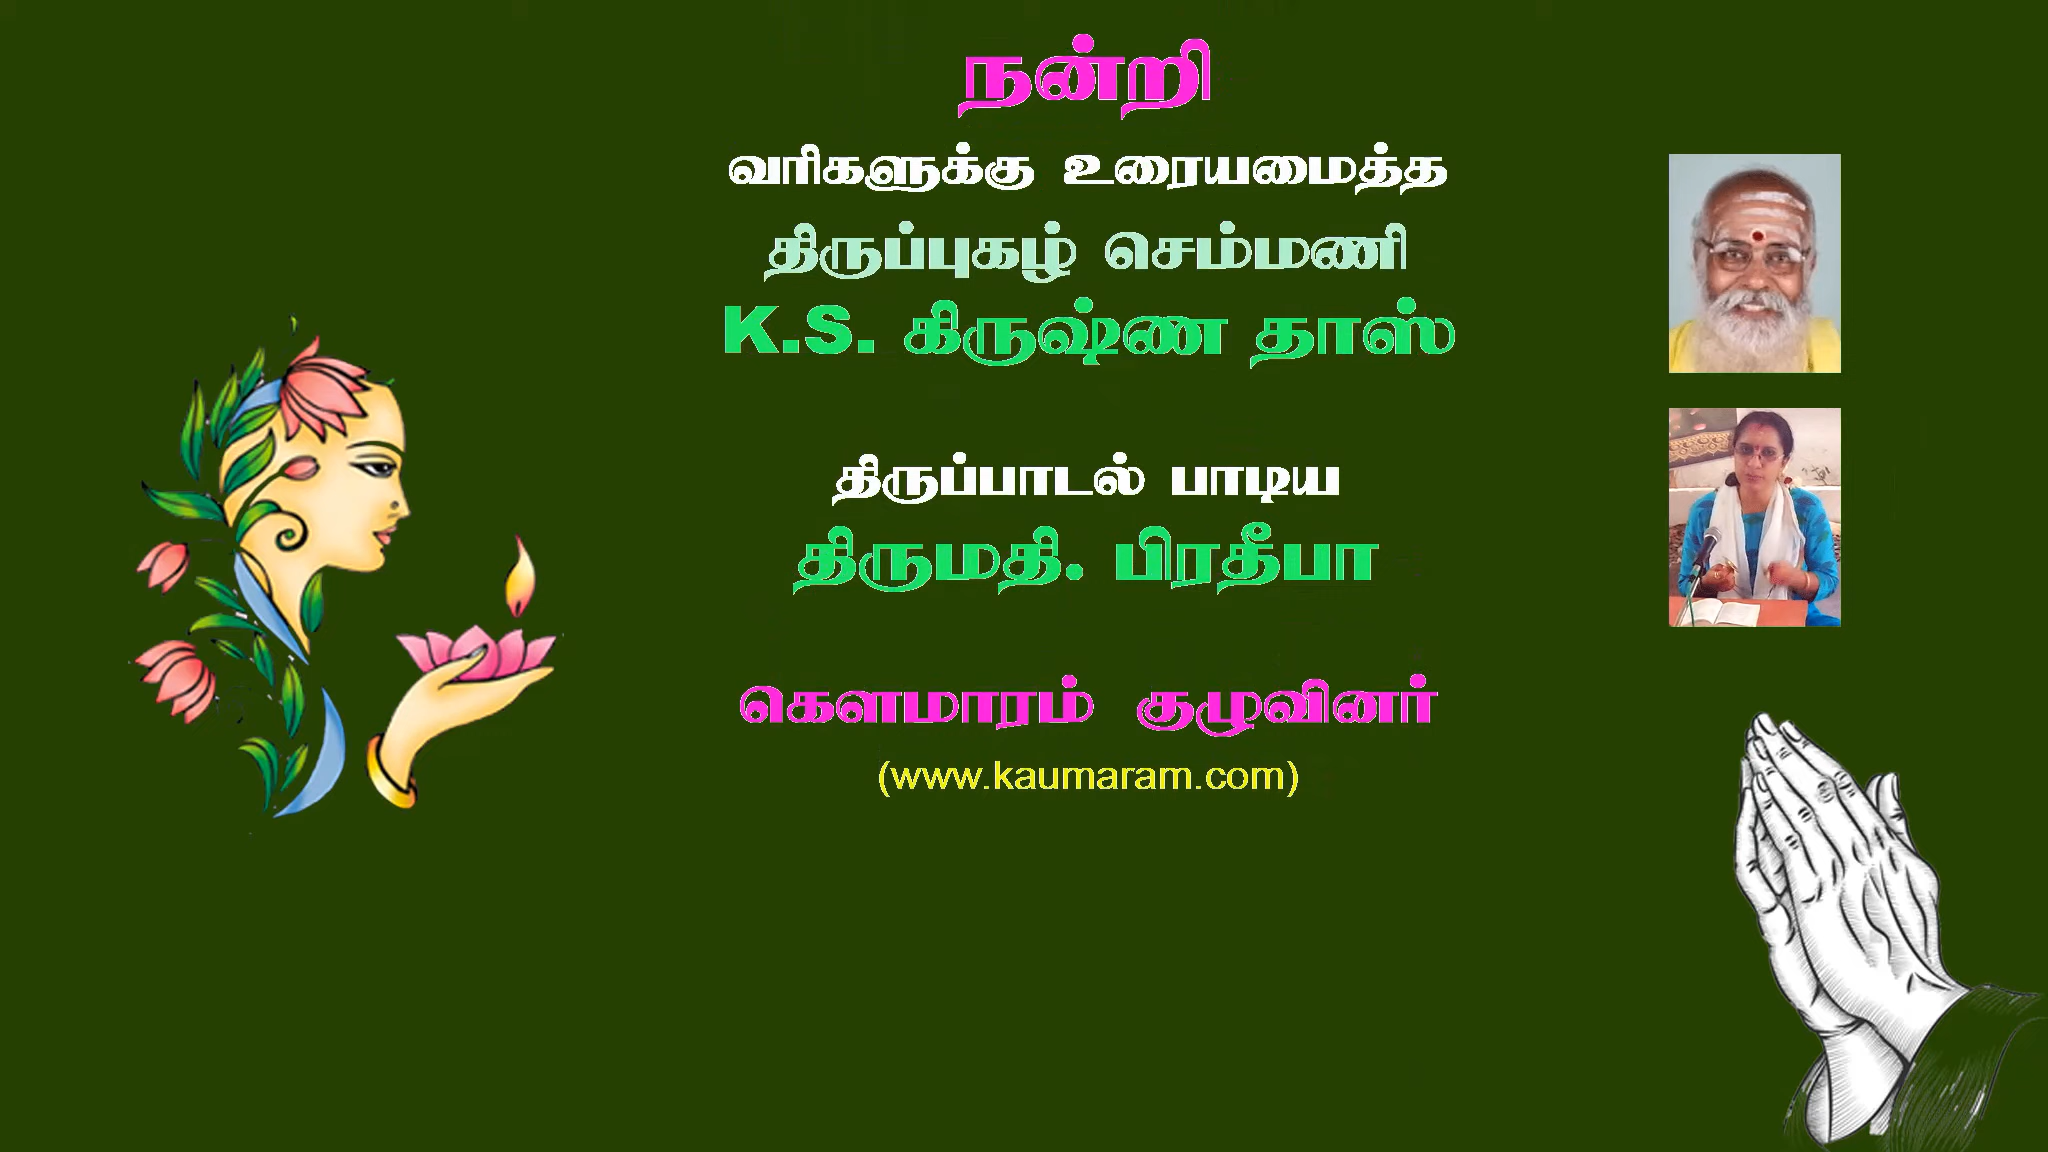 நன்றி
வரிகளுக்கு உரையமைத்த
திருப்புகழ் செம்மணி
K.S. கிருஷ்ண தாஸ்
திருப்பாடல் பாடிய
திருமதி. பிரதீபா
கௌமாரம் குழுவினர்
(www.kaumaram.com)